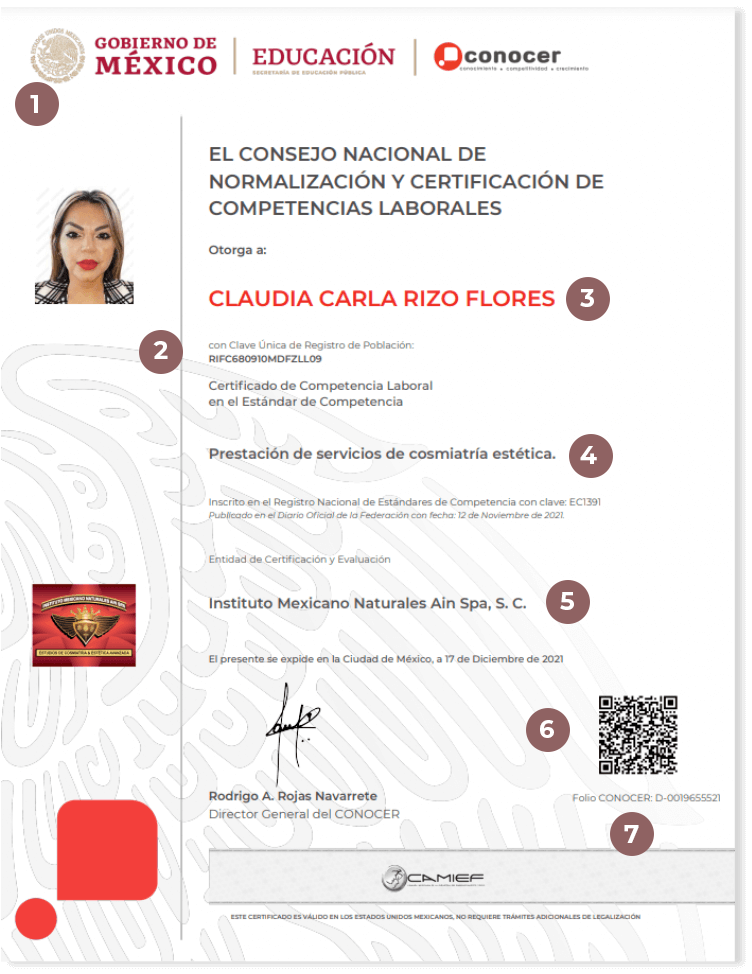 GOBIERNO DE
MÉXICO
EDUCACIÓN
SECRETARÍA DE EDUCACIÓN PÚBLICA
conocer
conocimiento • competitividad • crecimiento
1
EL CONSEJO NACIONAL DE
NORMALIZACIÓN Y CERTIFICACIÓN DE
COMPETENCIAS LABORALES
Otorga a:
CLAUDIA CARLA RIZO FLORES
3
2
con Clave Única de Registro de Población:
RIFC680910MDFZLL09
Certificado de Competencia Laboral
en el Estándar de Competencia
Prestación de servicios de cosmiatría estética.
4
Inscrito en el Registro Nacional de Estándares de Competencia con clave: EC1391
Publicado en el Diario Oficial de la Federación con fecha: 12 de Noviembre de 2021.
Entidad de Certificación y Evaluación
INSTITUTO MEXICANO NATURALES AIN SPA
ESTUDIOS DE COSMIATRIA & ESTÉTICA AVANZADA
Instituto Mexicano Naturales Ain Spa, S. C.
5
El presente se expide en la Ciudad de México, a 17 de Diciembre de 2021
6
Rodrigo A. Rojas Navarrete
Director General del CONOCER
Folio CONOCER: D-0019655521
7
CAMIEF
ESTE CERTIFICADO ES VÁLIDO EN LOS ESTADOS UNIDOS MEXICANOS, NO REQUIERE TRÁMITES ADICIONALES DE LEGALIZACIÓN